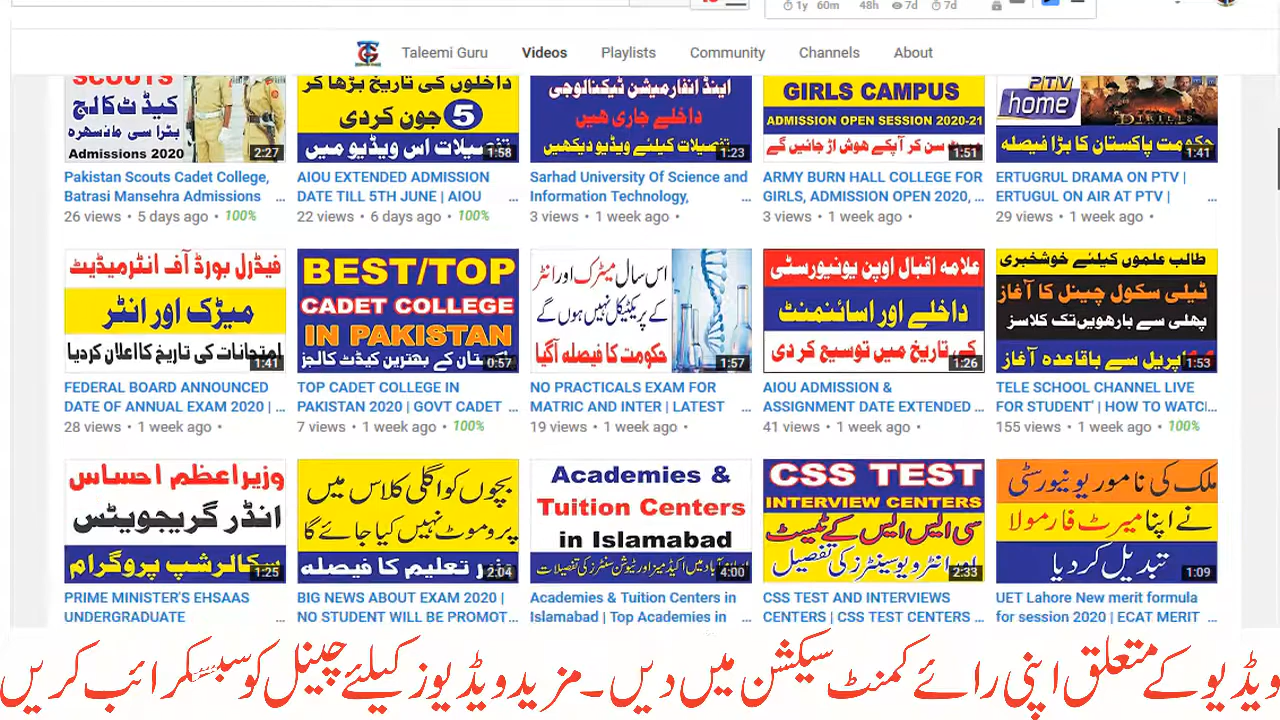 1y 60m 48h 7d 7d
Taleemi Guru Videos Playlists Community Channels About
SCOUTS
کیڈٹ کالج
بٹراسی مانسہرہ
Admissions 2020
2:27
Pakistan Scouts Cadet College,
Batrasi Mansehra Admissions ...
26 views • 5 days ago • 100%
داخلوں کی تاریخ بڑھا کر
5 جون کردی
تفصیلات اس ویڈیو میں
1:58
AIOU EXTENDED ADMISSION
DATE TILL 5TH JUNE | AIOU ...
22 views • 6 days ago • 100%
اینڈ انفارمیشن ٹیکنالوجی
داخلے جاری ہیں
تفصیلات کیلئے ویڈیو دیکھیں
1:23
Sarhad University Of Science and
Information Technology, ...
3 views • 1 week ago •
GIRLS CAMPUS
ADMISSION OPEN SESSION 2020-21
سن کر آپکے ہوش اڑ جائیں گے
1:51
ARMY BURN HALL COLLEGE FOR
GIRLS, ADMISSION OPEN 2020, ...
3 views • 1 week ago •
PTV
home
حکومت پاکستان کا بڑا فیصلہ
1:41
ERTUGRUL DRAMA ON PTV |
ERTUGUL ON AIR AT PTV | ...
29 views • 1 week ago •
فیڈرل بورڈ آف انٹرمیڈیٹ
میڑک اور انٹر
امتحانات کی تاریخ کا اعلان کردیا
1:41
FEDERAL BOARD ANNOUNCED
DATE OF ANNUAL EXAM 2020 | ...
28 views • 1 week ago •
BEST/TOP
CADET COLLEGE
IN PAKISTAN
پاکستان کے بہترین کیڈٹ کالجز
0:57
TOP CADET COLLEGE IN
PAKISTAN 2020 | GOVT CADET ...
7 views • 1 week ago • 100%
اس سال میٹرک اور انٹر
کے پریکٹیکل نہیں ہوں گے
حکومت کا فیصلہ آگیا
1:57
NO PRACTICALS EXAM FOR
MATRIC AND INTER | LATEST ...
19 views • 1 week ago •
علامہ اقبال اوپن یونیورسٹی
داخلے اور اسائنمنٹ
کی تاریخ میں توسیع کر دی
1:26
AIOU ADMISSION &
ASSIGNMENT DATE EXTENDED ...
41 views • 1 week ago •
طالب علموں کیلئے خوشخبری
ٹیلی سکول چینل کا آغاز
پہلی سے بارھویں تک کلاسز
اپریل سے باقاعدہ آغاز
1:53
TELE SCHOOL CHANNEL LIVE
FOR STUDENT' | HOW TO WATCH...
155 views • 1 week ago • 100%
وزیراعظم احساس
انڈر گریجویٹس
سکالرشپ پروگرام
1:25
PRIME MINISTER'S EHSAAS
UNDERGRADUATE
بچوں کو اگلی کلاس میں
پروموٹ نہیں کیا جائے گا
وزیر تعلیم کا فیصلہ
2:04
BIG NEWS ABOUT EXAM 2020 |
NO STUDENT WILL BE PROMOT...
Academies &
Tuition Centers
in Islamabad
اسلام آباد میں اکیڈمیز اور ٹیوشن سنٹرز کی تفصیلات
4:00
Academies & Tuition Centers in
Islamabad | Top Academies in ...
CSS TEST
INTERVIEW CENTERS
سی ایس ایس کے ٹیسٹ
اور انٹرویو سینٹرز کی تفصیل
2:33
CSS TEST AND INTERVIEWS
CENTERS | CSS TEST CENTERS ...
ملک کی نامور یونیورسٹی
نے اپنا میرٹ فارمولا
تبدیل کر دیا
1:09
UET Lahore New merit formula
for session 2020 | ECAT MERIT ...
ویڈیو کے متعلق اپنی رائے کمنٹ سیکشن میں دیں۔ مزید ویڈیوز کیلئے چینل کو سبسکرائب کریں